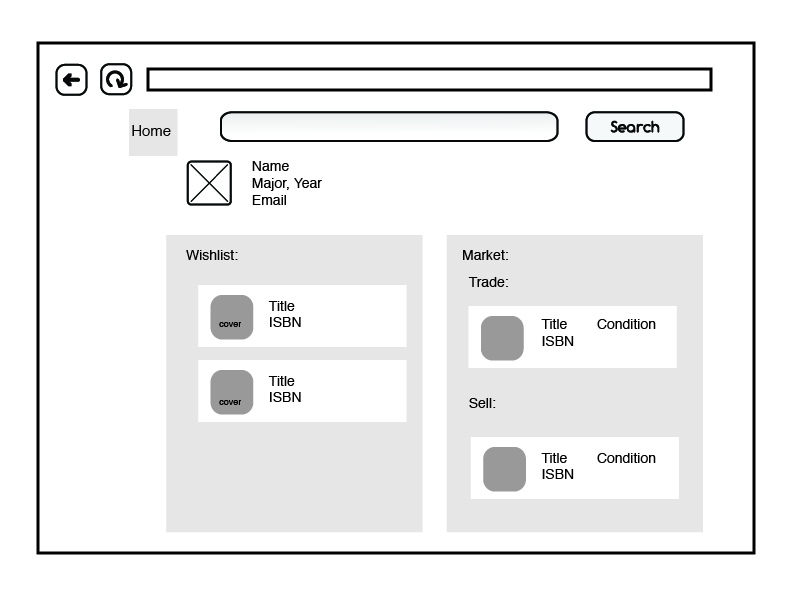 Home
Search
Name
Major, Year
Email
Wishlist:
cover
Title
ISBN
cover
Title
ISBN
Market:
Trade:
Title Condition
ISBN
Sell:
Title Condition
ISBN